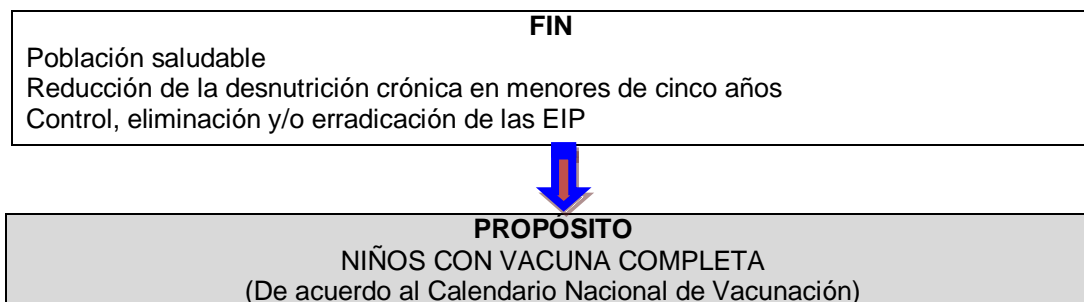 FIN
Población saludable
Reducción de la desnutrición crónica en menores de cinco años
Control, eliminación y/o erradicación de las EIP
PROPÓSITO
NIÑOS CON VACUNA COMPLETA
(De acuerdo al Calendario Nacional de Vacunación)